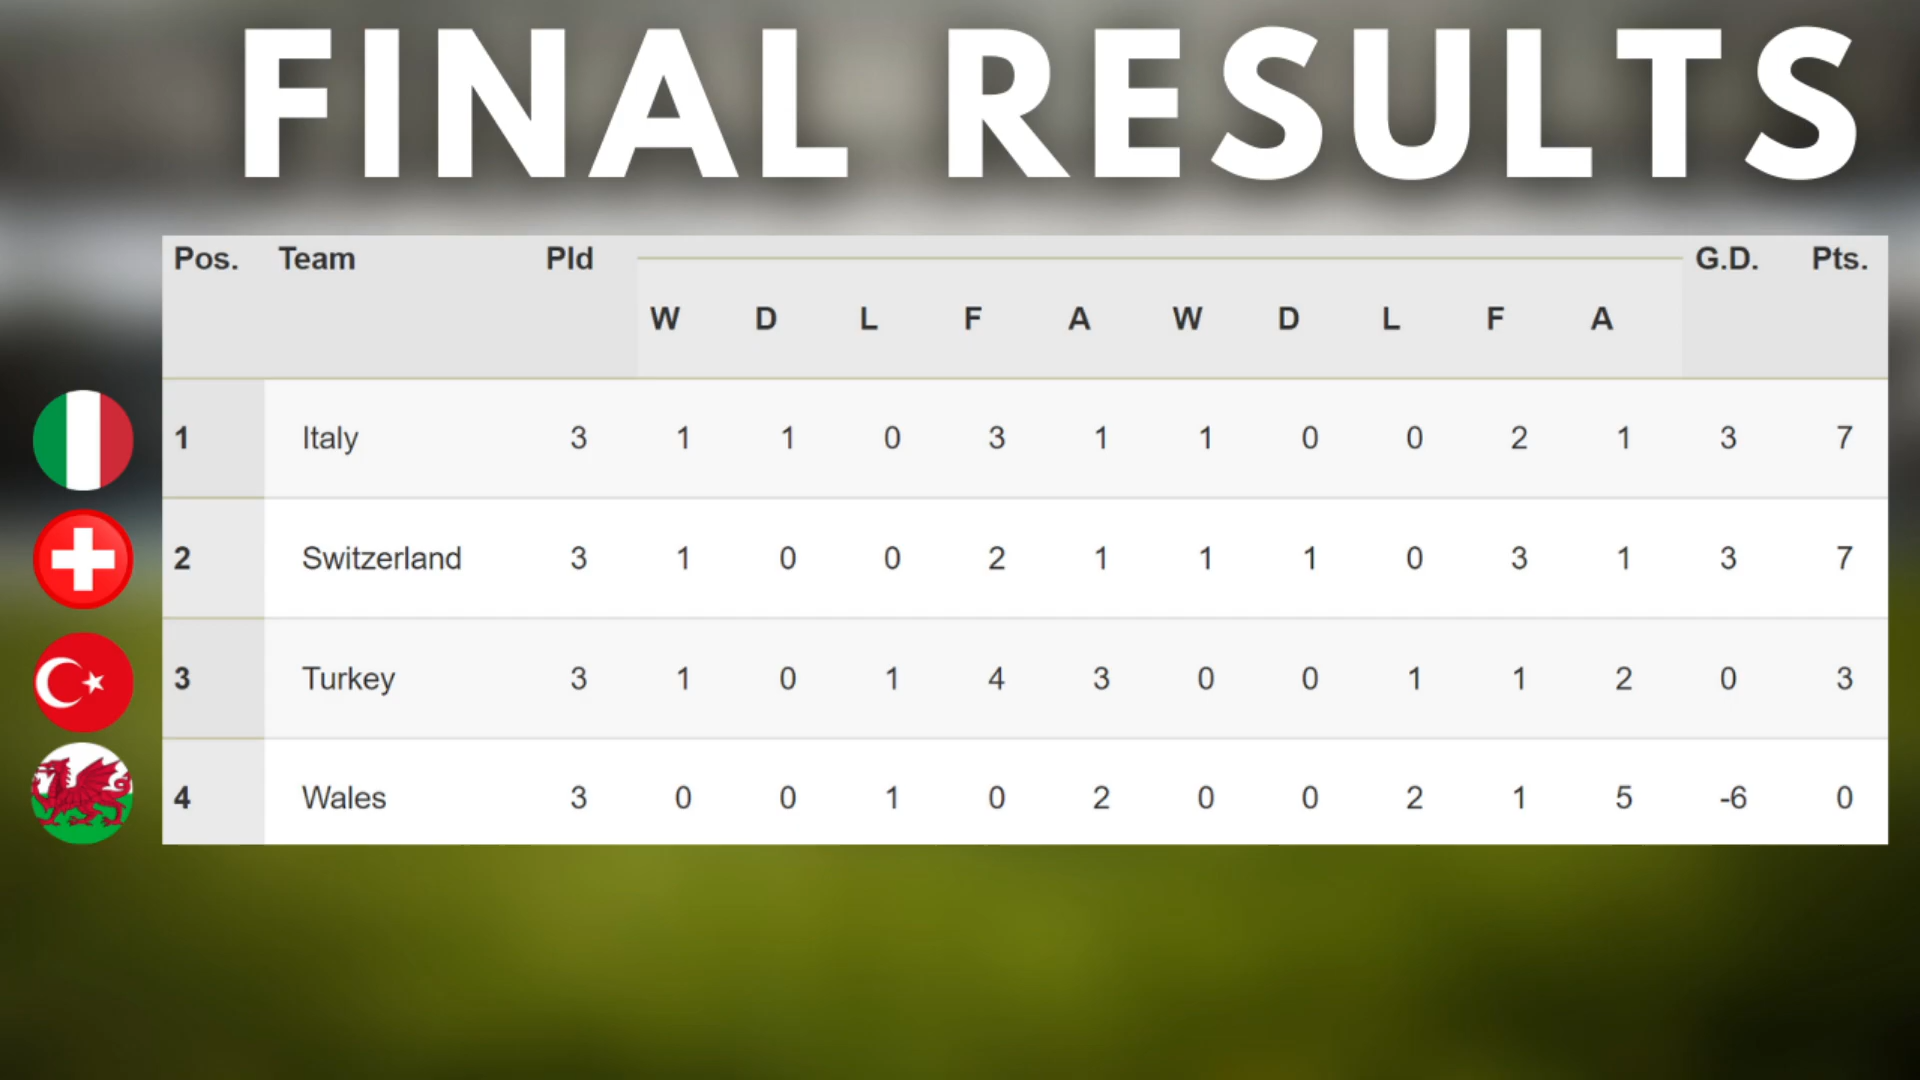 FINAL RESULTS
Pos. Team Pld G.D. Pts.
W D L F A W D L F A
1 Italy 3 1 1 0 3 1 1 0 0 2 1 3 7
2 Switzerland 3 1 0 0 2 1 1 1 0 3 1 3 7
3 Turkey 3 1 0 1 4 3 0 0 1 1 2 0 3
4 Wales 3 0 0 1 0 2 0 0 2 1 5 -6 0